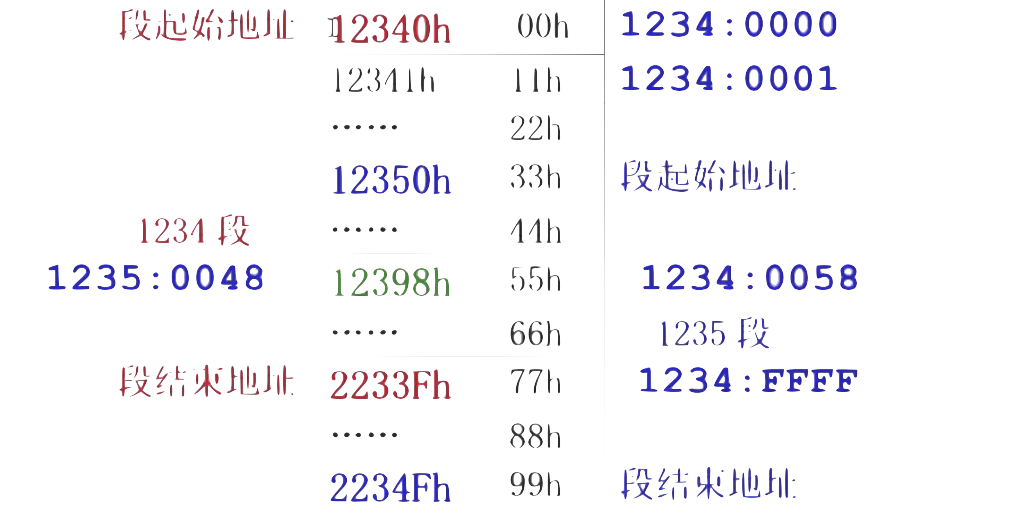 段起始地址 12340h 00h 1234:0000
12341h 11h 1234:0001
…… 22h
12350h 33h 段起始地址
1234 段 …… 44h
1235:0048 12398h 55h 1234:0058
…… 66h 1235 段
段结束地址 2233Fh 77h 1234:FFFF
…… 88h
2234Fh 99h 段结束地址